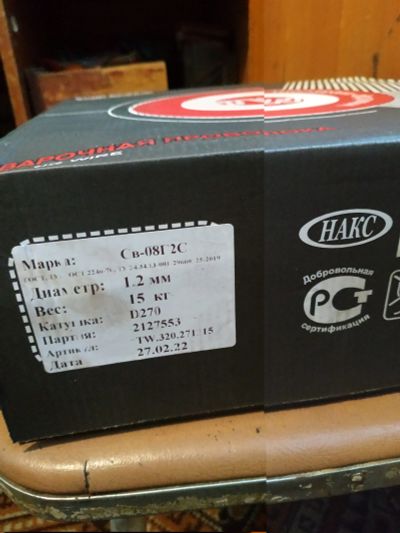 СВАРОЧНАЯ ПРОВОЛОКА
WIRE
Марка: Св-08Г2С
Диаметр: 1.2 мм
Вес: 15 кг
Катушка: D270
Партия: 2127553
Артикул: TW.320.271 15
Дата 27.02.22
НАКС
Добровольная
РСТ
сертификация